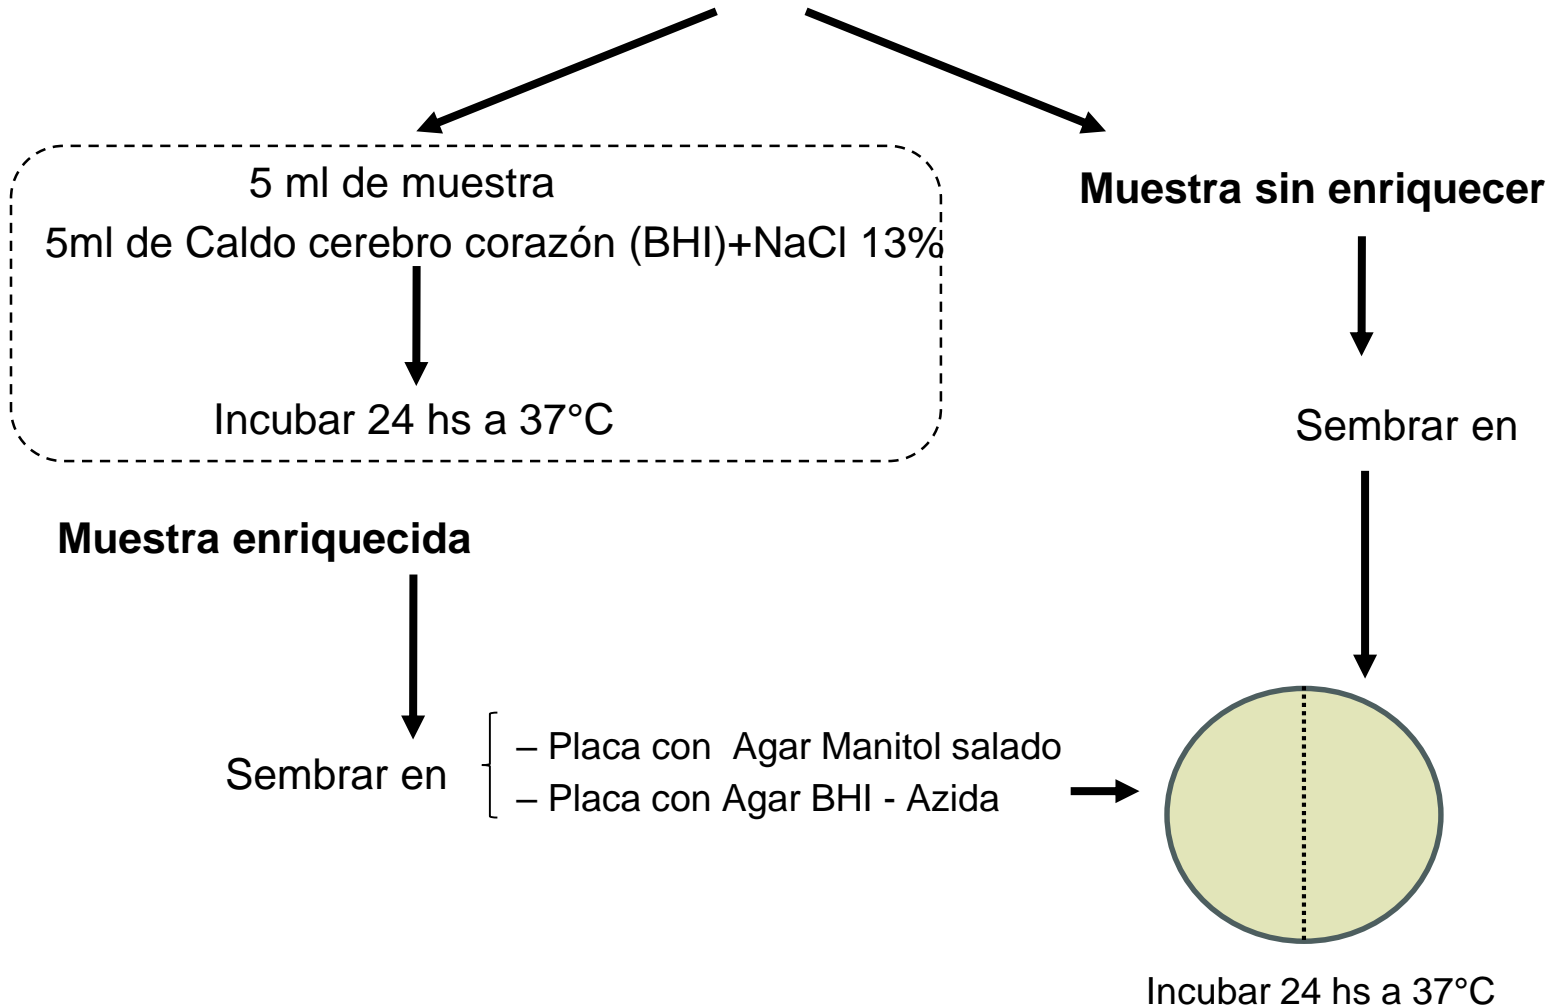 5 ml de muestra
5ml de Caldo cerebro corazón (BHI)+NaCl 13%
Incubar 24 hs a 37°C
Muestra enriquecida
Sembrar en
– Placa con Agar Manitol salado
– Placa con Agar BHI - Azida
Muestra sin enriquecer
Sembrar en
Incubar 24 hs a 37°C